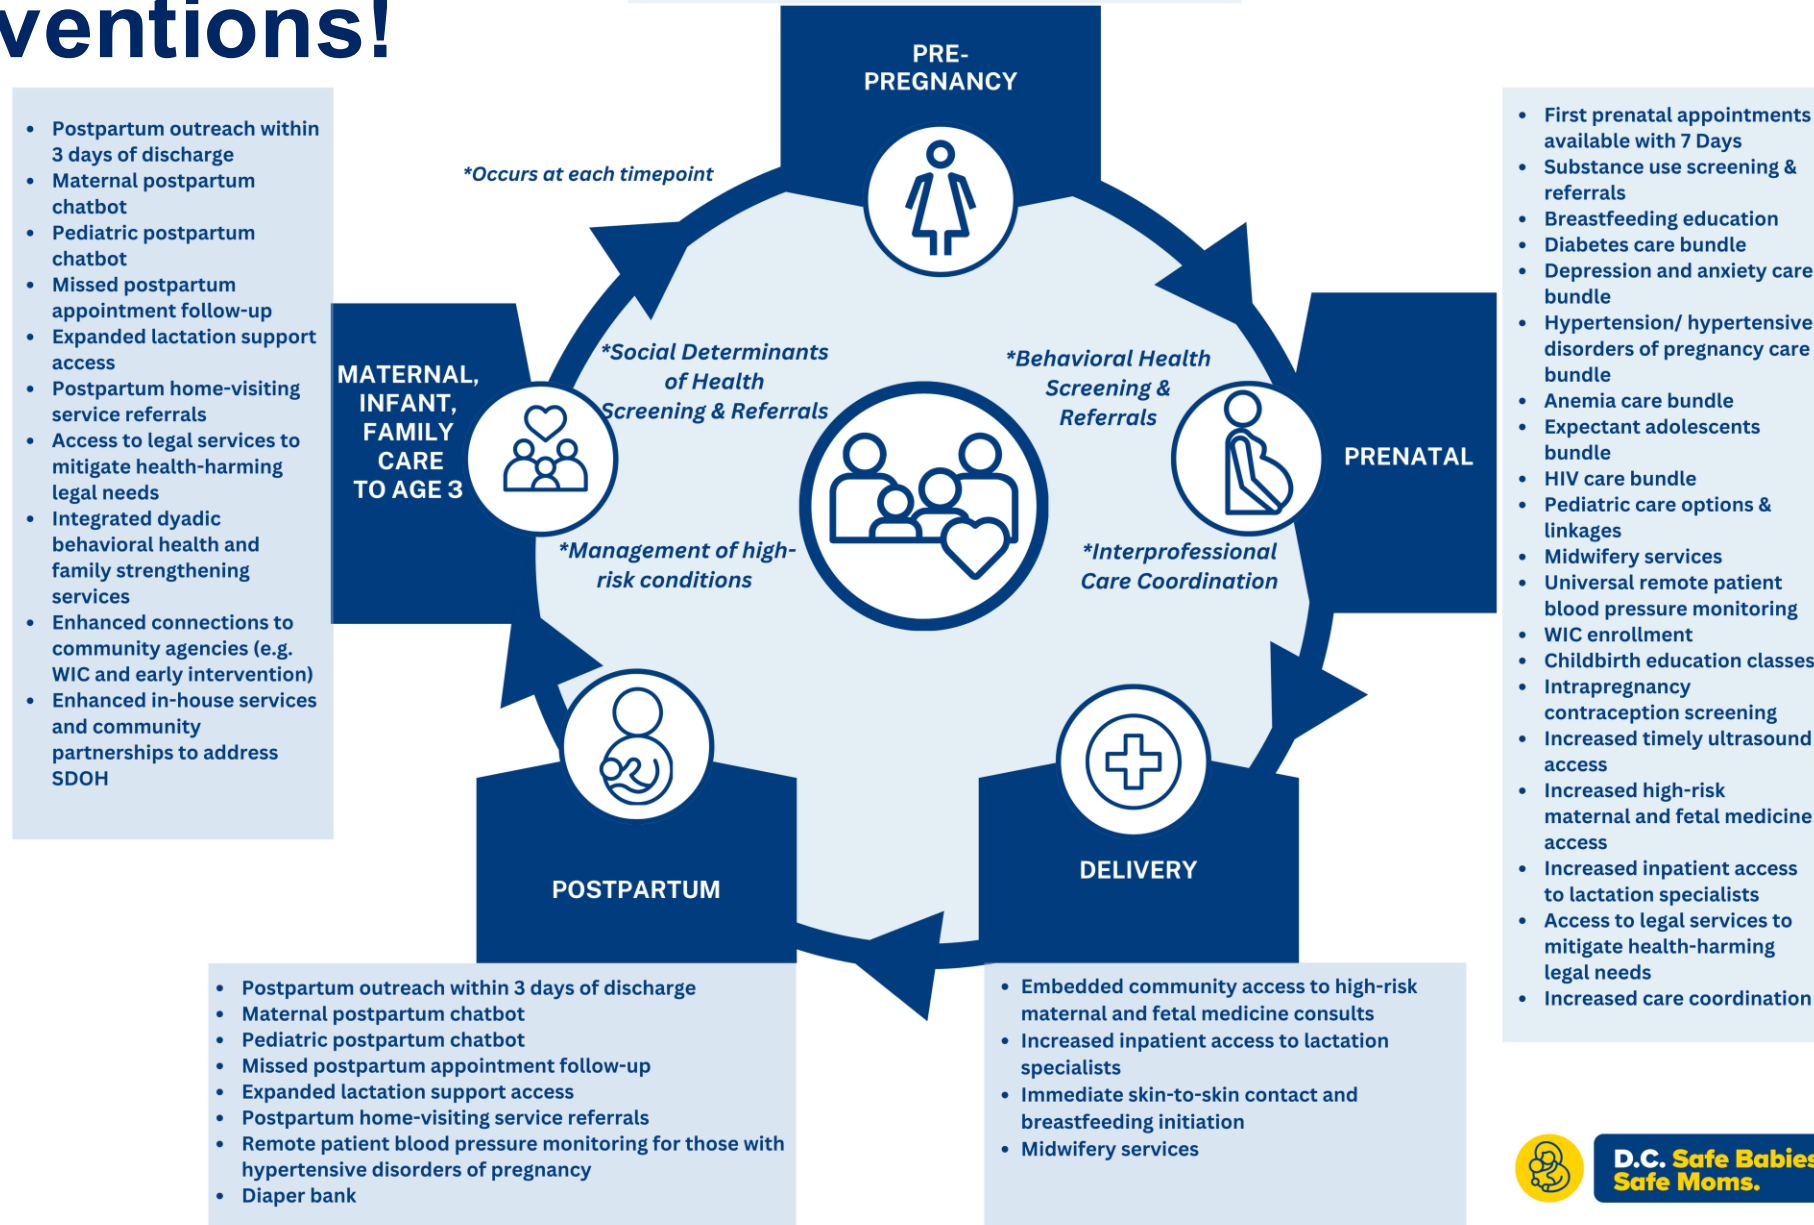 ventions!
PRE-
PREGNANCY
*Occurs at each timepoint
• Postpartum outreach within
3 days of discharge
• Maternal postpartum
chatbot
• Pediatric postpartum
chatbot
• Missed postpartum
appointment follow-up
• Expanded lactation support
access
• Postpartum home-visiting
service referrals
• Access to legal services to
mitigate health-harming
legal needs
• Integrated dyadic
behavioral health and
family strengthening
services
• Enhanced connections to
community agencies (e.g.
WIC and early intervention)
• Enhanced in-house services
and community
partnerships to address
SDOH
MATERNAL,
INFANT,
FAMILY
CARE
TO AGE 3
*Social Determinants
of Health
Screening & Referrals
*Behavioral Health
Screening &
Referrals
*Management of high-
risk conditions
*Interprofessional
Care Coordination
PRENATAL
• First prenatal appointments
available with 7 Days
• Substance use screening &
referrals
• Breastfeeding education
• Diabetes care bundle
• Depression and anxiety care
bundle
• Hypertension/ hypertensive
disorders of pregnancy care
bundle
• Anemia care bundle
• Expectant adolescents
bundle
• HIV care bundle
• Pediatric care options &
linkages
• Midwifery services
• Universal remote patient
blood pressure monitoring
• WIC enrollment
• Childbirth education classes
• Intrapregnancy
contraception screening
• Increased timely ultrasound
access
• Increased high-risk
maternal and fetal medicine
access
• Increased inpatient access
to lactation specialists
• Access to legal services to
mitigate health-harming
legal needs
• Increased care coordination
POSTPARTUM
• Postpartum outreach within 3 days of discharge
• Maternal postpartum chatbot
• Pediatric postpartum chatbot
• Missed postpartum appointment follow-up
• Expanded lactation support access
• Postpartum home-visiting service referrals
• Remote patient blood pressure monitoring for those with
hypertensive disorders of pregnancy
• Diaper bank
DELIVERY
• Embedded community access to high-risk
maternal and fetal medicine consults
• Increased inpatient access to lactation
specialists
• Immediate skin-to-skin contact and
breastfeeding initiation
• Midwifery services
D.C. Safe Babies
Safe Moms.